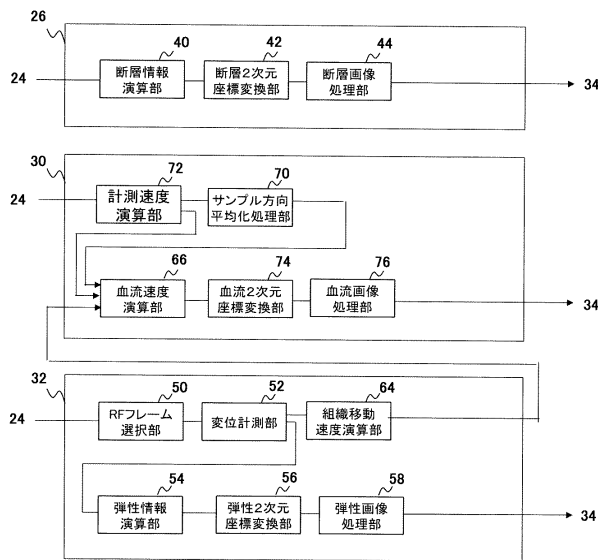 26
40
42
44
24
断層情報
演算部
断層2次元
座標変換部
断層画像
処理部
34
30
72
70
24
計測速度
演算部
サンプル方向
平均化処理部
66
74
76
血流速度
演算部
血流2次元
座標変換部
血流画像
処理部
34
32
50
52
64
24
RFフレーム
選択部
変位計測部
組織移動
速度演算部
54
56
58
弾性情報
演算部
弾性2次元
座標変換部
弾性画像
処理部
34